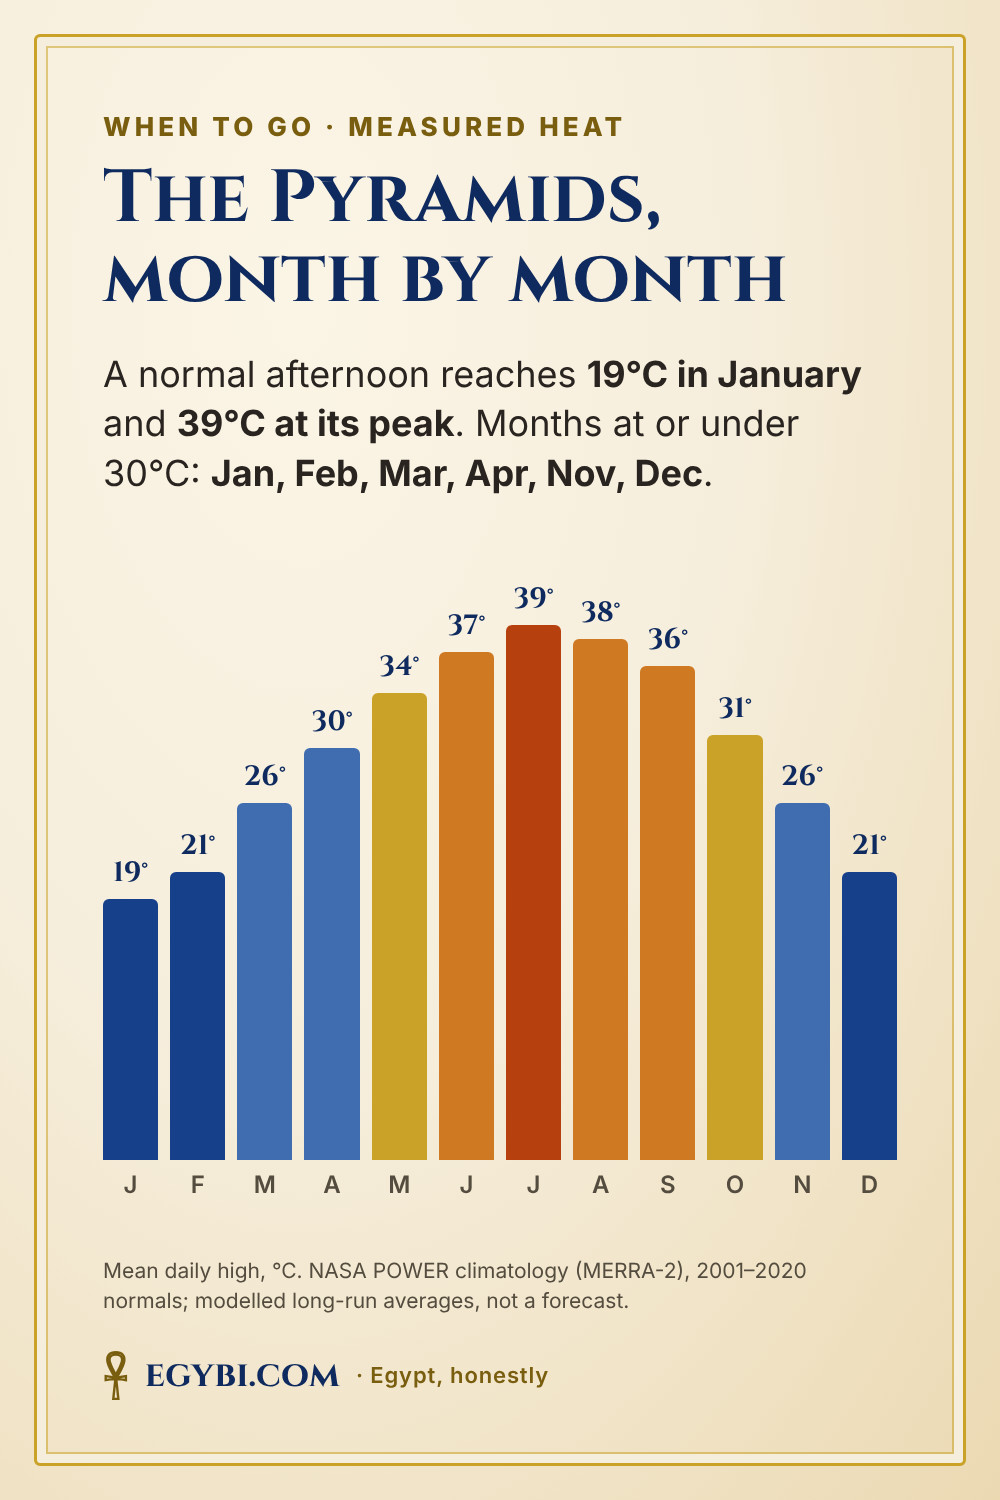 WHEN TO GO · MEASURED HEAT
The Pyramids,
month by month
A normal afternoon reaches 19°C in January
and 39°C at its peak. Months at or under
30°C: Jan, Feb, Mar, Apr, Nov, Dec.
19° 21° 26° 30° 34° 37° 39° 38° 36° 31° 26° 21°
J F M A M J J A S O N D
Mean daily high, °C. NASA POWER climatology (MERRA-2), 2001–2020
normals; modelled long-run averages, not a forecast.
EGYBI.COM · Egypt, honestly